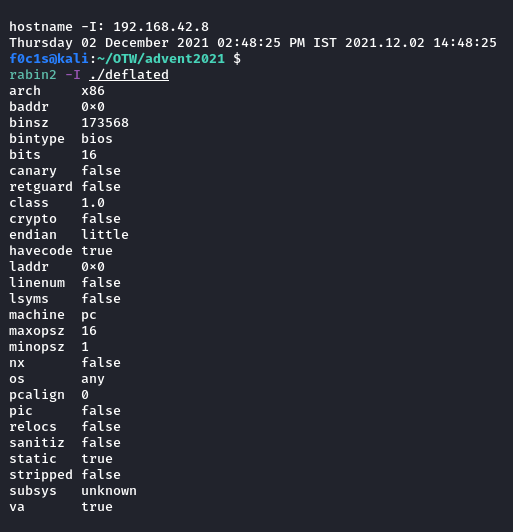 hostname -I: 192.168.42.8
Thursday 02 December 2021 02:48:25 PM IST 2021.12.02 14:48:25
f0c1s@kali:~/OTW/advent2021 $
rabin2 -I ./deflated
arch     x86
baddr    0×0
binsz    173568
bintype  bios
bits     16
canary   false
retguard false
class    1.0
crypto   false
endian   little
havecode true
laddr    0×0
linenum  false
lsyms    false
machine  pc
maxopsz  16
minopsz  1
nx       false
os       any
pcalign  0
pic      false
relocs   false
sanitiz  false
static   true
stripped false
subsys   unknown
va       true